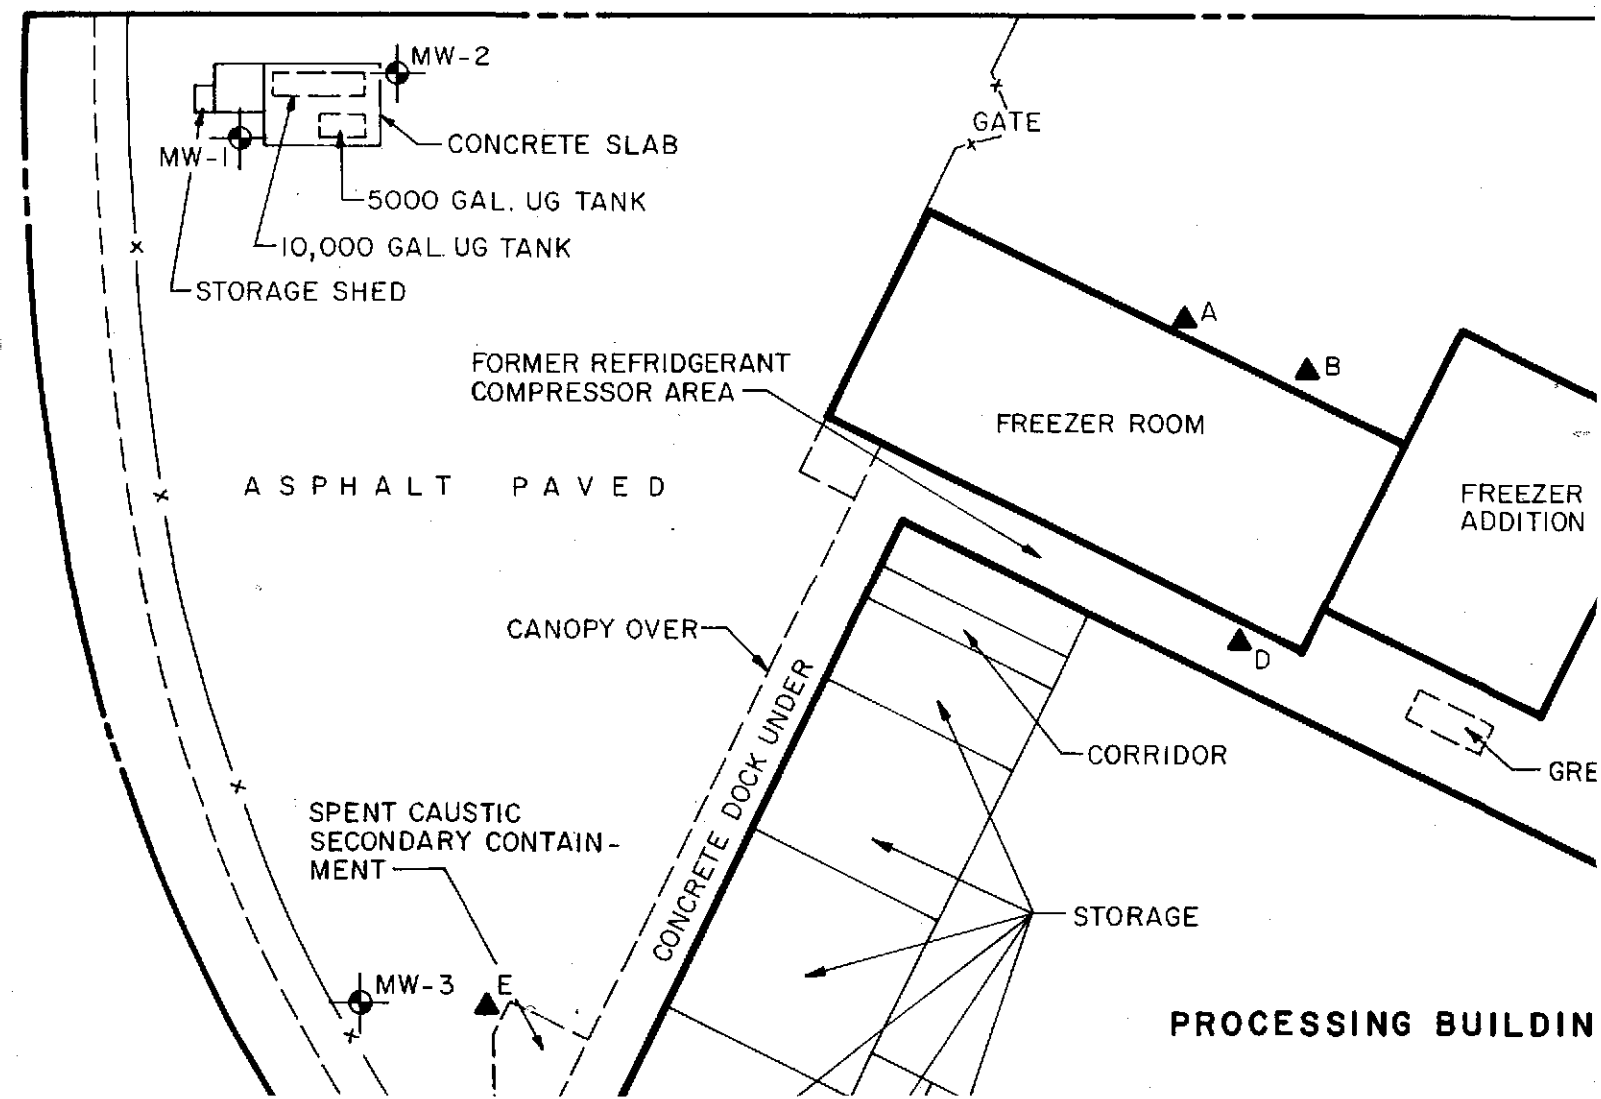 MW-2
MW-1
CONCRETE SLAB
5000 GAL. UG TANK
10,000 GAL. UG TANK
STORAGE SHED
GATE
A
B
FORMER REFRIDGERANT
COMPRESSOR AREA
FREEZER ROOM
ASPHALT PAVED
FREEZER
ADDITION
CANOPY OVER
D
CONCRETE DOCK UNDER
CORRIDOR
GRE
SPENT CAUSTIC
SECONDARY CONTAIN-
MENT
STORAGE
MW-3
E
PROCESSING BUILDIN